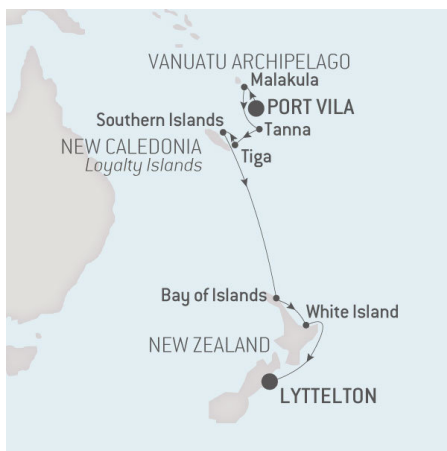 VANUATU ARCHIPELAGO
Malakula
PORT VILA
Southern Islands
Tanna
NEW CALEDONIA
Tiga
Loyalty Islands
Bay of Islands
White Island
NEW ZEALAND
LYTTELTON